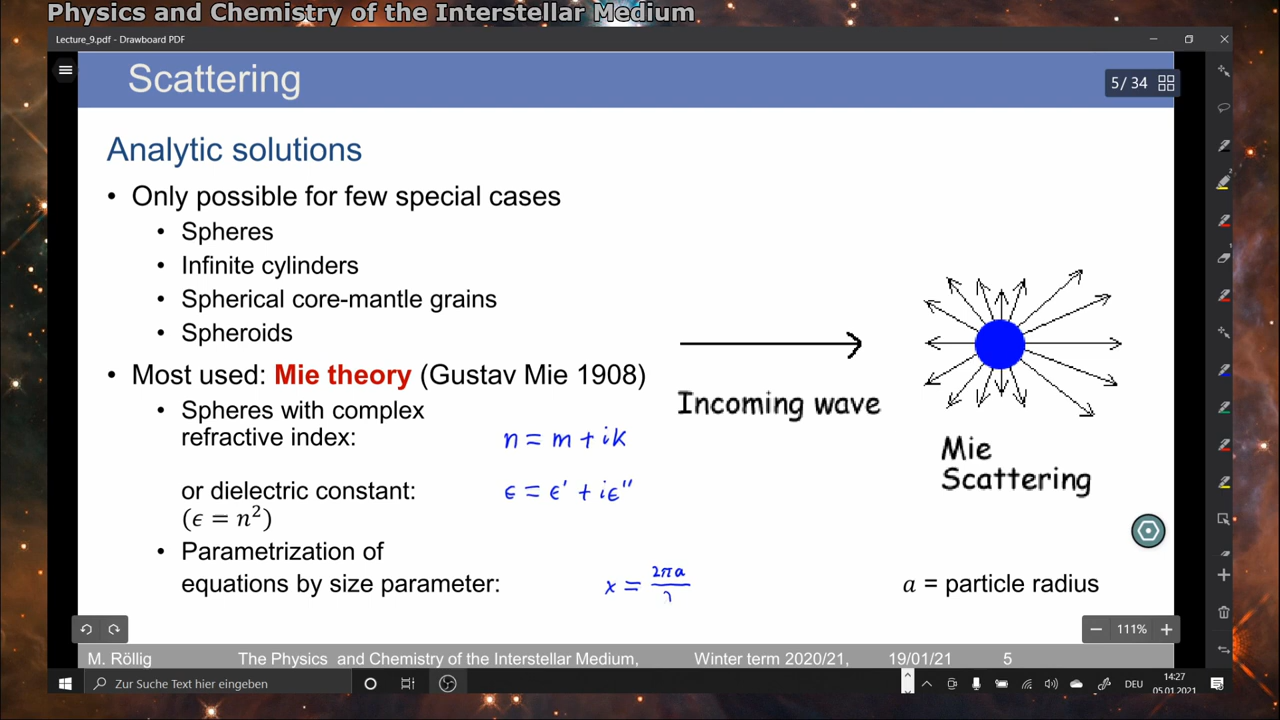 Physics and Chemistry of the Interstellar Medium
Lecture_9.pdf - Drawboard PDF
Scattering
5/ 34
Analytic solutions
• Only possible for few special cases
• Spheres
• Infinite cylinders
• Spherical core-mantle grains
• Spheroids
• Most used: Mie theory (Gustav Mie 1908)
• Spheres with complex
refractive index: n = m + ik
or dielectric constant: ϵ = ϵ' + iϵ''
(ϵ = n²)
• Parametrization of
equations by size parameter: x = 2πa/
a = particle radius
Incoming wave
Mie
Scattering
111%
M. Röllig The Physics and Chemistry of the Interstellar Medium, Winter term 2020/21, 19/01/21 5
Zur Suche Text hier eingeben
DEU
14:27
05.01.2021